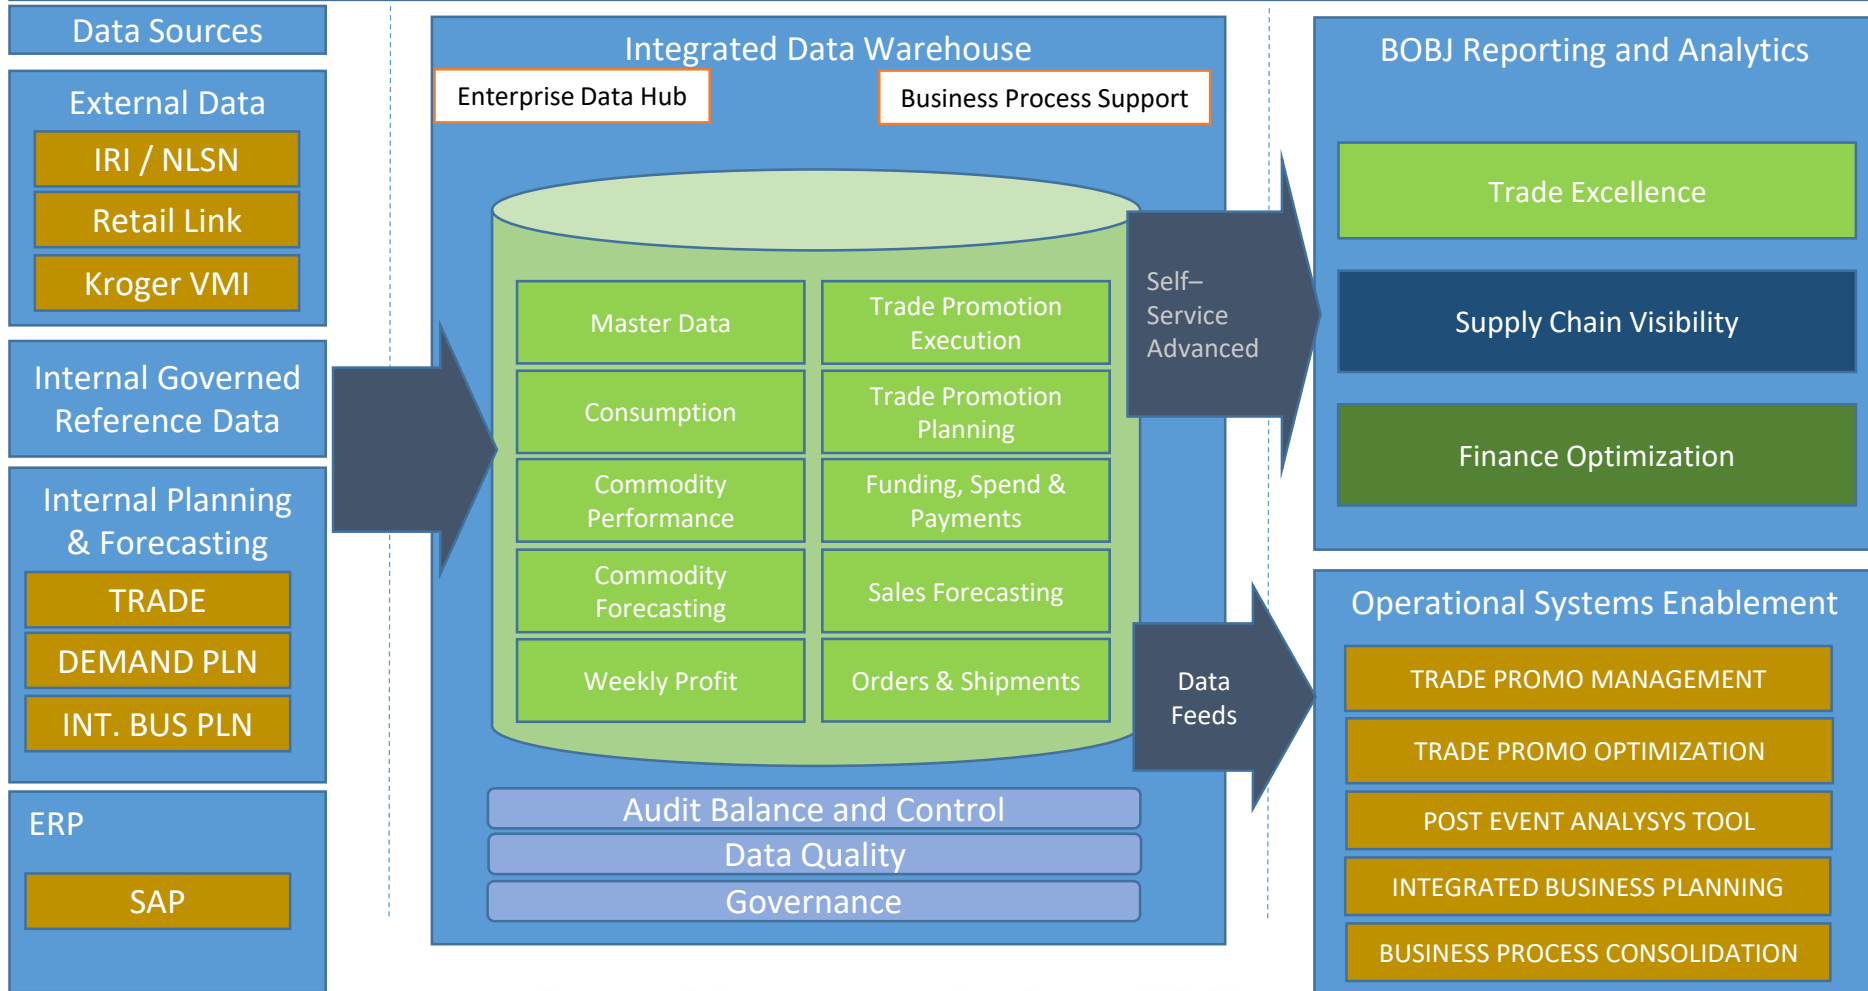 Data Sources
External Data
IRI / NLSN
Retail Link
Kroger VMI
Internal Governed
Reference Data
Internal Planning
& Forecasting
TRADE
DEMAND PLN
INT. BUS PLN
ERP
SAP
Integrated Data Warehouse
Enterprise Data Hub
Business Process Support
Master Data
Trade Promotion
Execution
Consumption
Trade Promotion
Planning
Commodity
Performance
Funding, Spend &
Payments
Commodity
Forecasting
Sales Forecasting
Weekly Profit
Orders & Shipments
Audit Balance and Control
Data Quality
Governance
Self–
Service
Advanced
Data
Feeds
BOBJ Reporting and Analytics
Trade Excellence
Supply Chain Visibility
Finance Optimization
Operational Systems Enablement
TRADE PROMO MANAGEMENT
TRADE PROMO OPTIMIZATION
POST EVENT ANALYSYS TOOL
INTEGRATED BUSINESS PLANNING
BUSINESS PROCESS CONSOLIDATION